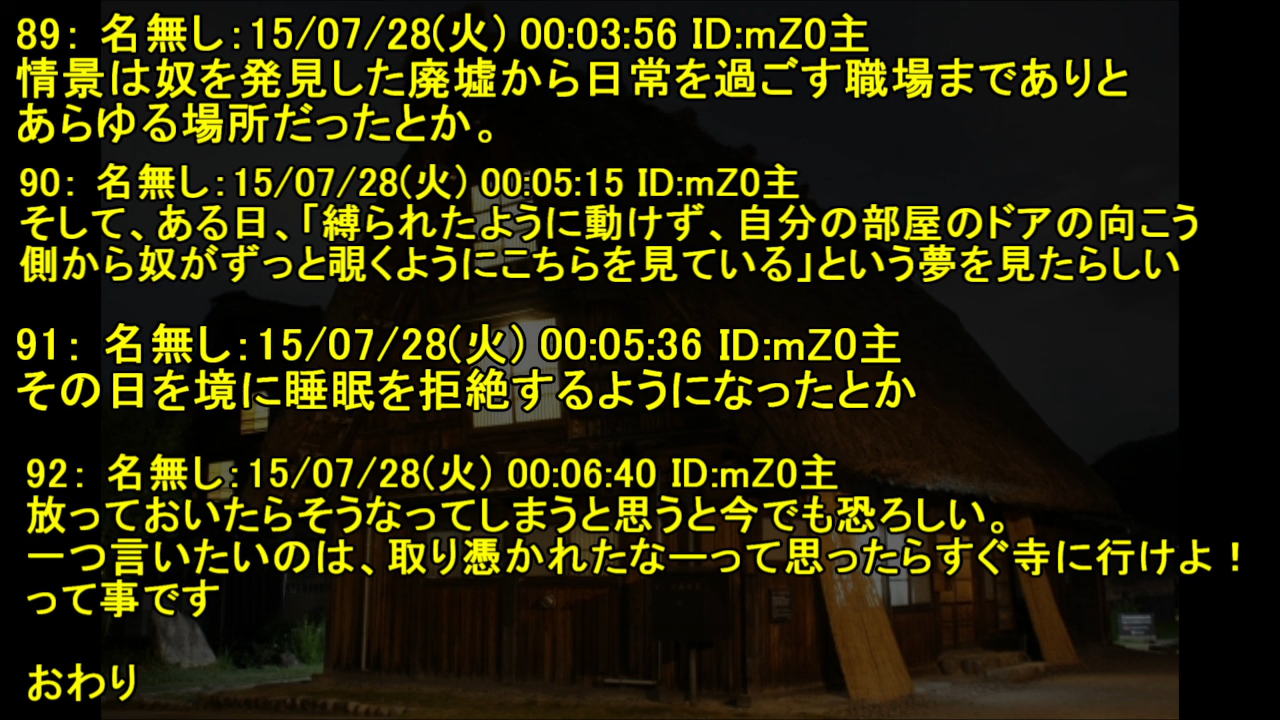 89： 名無し：15/07/28(火) 00:03:56 ID:mZ0主
情景は奴を発見した廃墟から日常を過ごす職場までありと
あらゆる場所だったとか。
90： 名無し：15/07/28(火) 00:05:15 ID:mZ0主
そして、ある日、「縛られたように動けず、自分の部屋のドアの向こう
側から奴がずっと覗くようにこちらを見ている」という夢を見たらしい
91： 名無し：15/07/28(火) 00:05:36 ID:mZ0主
その日を境に睡眠を拒絶するようになったとか
92： 名無し：15/07/28(火) 00:06:40 ID:mZ0主
放っておいたらそうなってしまうと思うと今でも恐ろしい。
一つ言いたいのは、取り憑かれたなーって思ったらすぐ寺に行けよ！
って事です
おわり